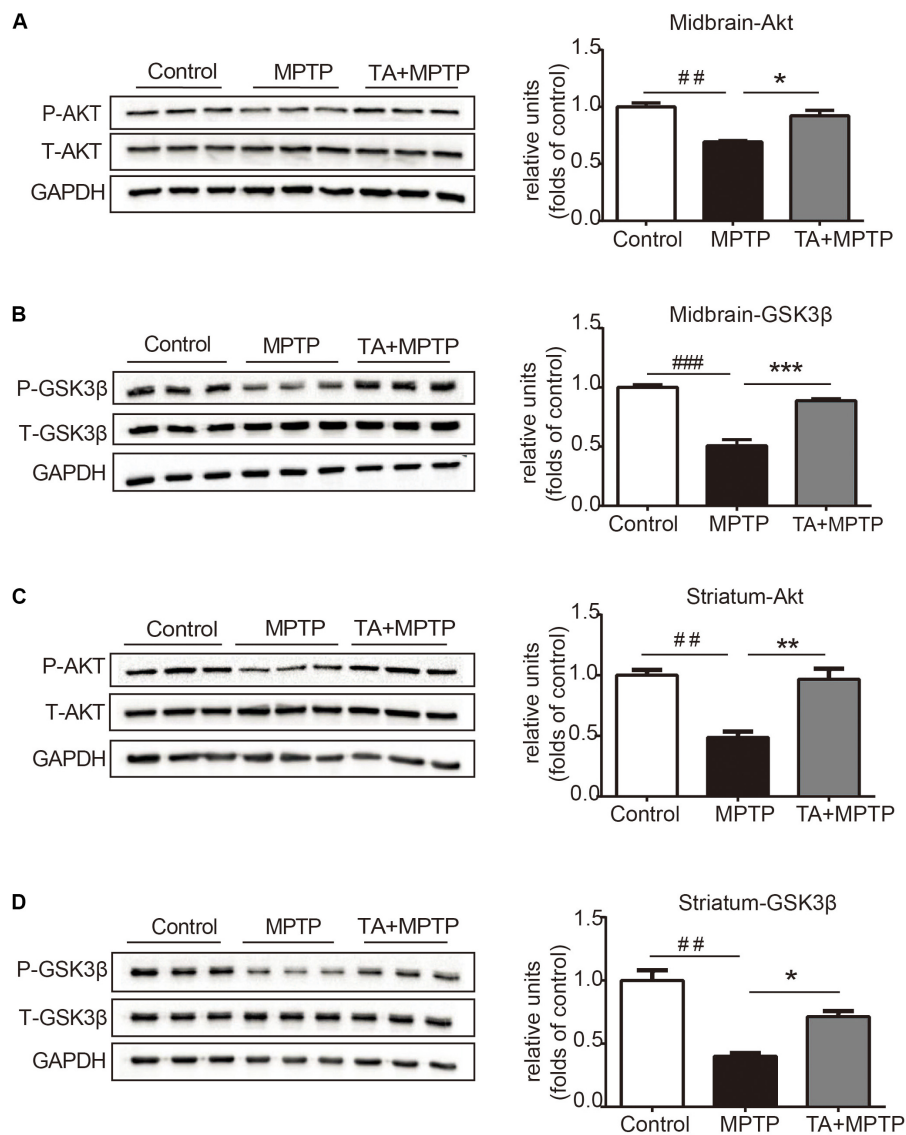 A
Control MPTP TA+MPTP
P-AKT
T-AKT
GAPDH
Midbrain-Akt
relative units
(folds of control)
1.5
1.0
0.5
0.0
## *
Control MPTP TA+MPTP
B
Control MPTP TA+MPTP
P-GSK3β
T-GSK3β
GAPDH
Midbrain-GSK3β
relative units
(folds of control)
1.5
1.0
0.5
0.0
### ***
Control MPTP TA+MPTP
C
Control MPTP TA+MPTP
P-AKT
T-AKT
GAPDH
Striatum-Akt
relative units
(folds of control)
1.5
1.0
0.5
0.0
## **
Control MPTP TA+MPTP
D
Control MPTP TA+MPTP
P-GSK3β
T-GSK3β
GAPDH
Striatum-GSK3β
relative units
(folds of control)
1.5
1.0
0.5
0.0
## *
Control MPTP TA+MPTP